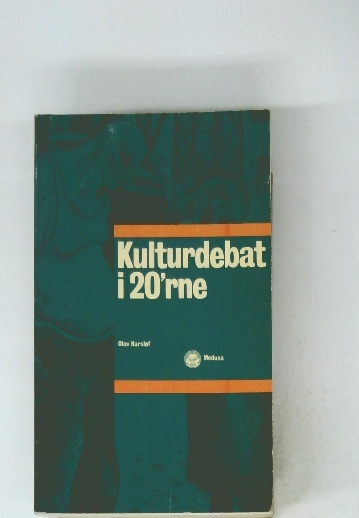 Kulturdebat
i 20'rne
Olav Harsløf
Medusa